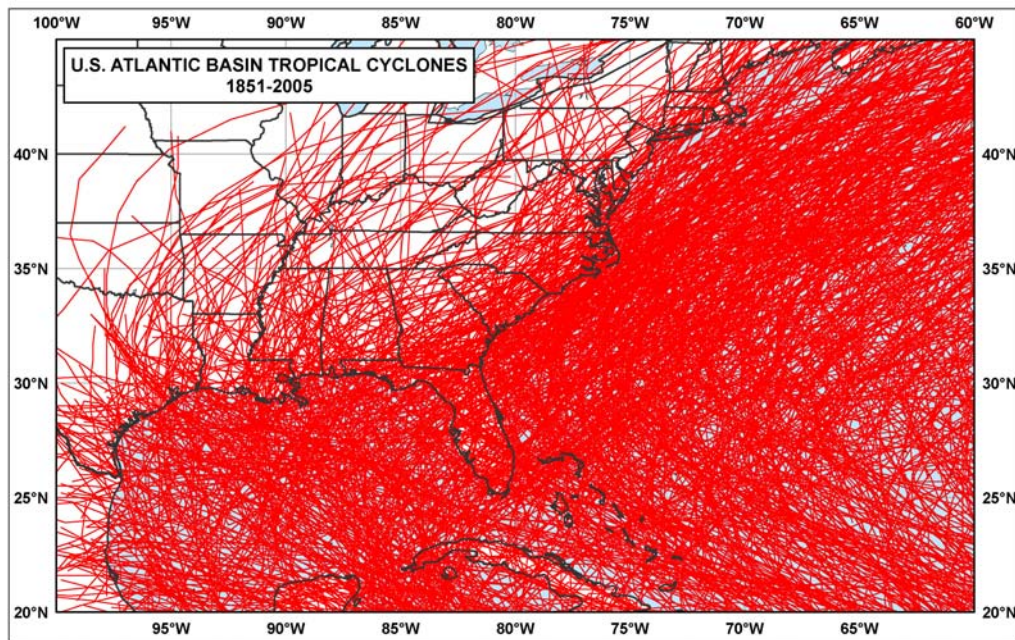 100°W 95°W 90°W 85°W 80°W 75°W 70°W 65°W 60°W
U.S. ATLANTIC BASIN TROPICAL CYCLONES
1851-2005
40°N 40°N
35°N 35°N
30°N 30°N
25°N 25°N
20°N 20°N
95°W 90°W 85°W 80°W 75°W 70°W 65°W